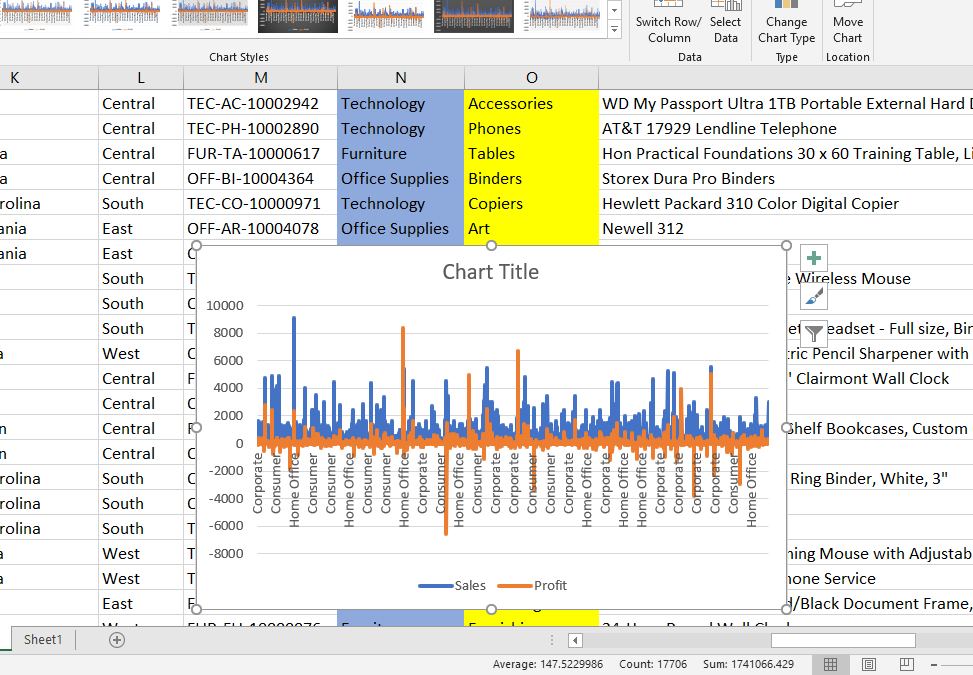 Switch Row/ Column
Select Data
Change Chart Type
Move Chart
Chart Styles
Data
Type
Location
K L M N O
Central TEC-AC-10002942 Technology Accessories WD My Passport Ultra 1TB Portable External Hard
Central TEC-PH-10002890 Technology Phones AT&T 17929 Lendline Telephone
a Central FUR-TA-10000617 Furniture Tables Hon Practical Foundations 30 x 60 Training Table,
a Central OFF-BI-10004364 Office Supplies Binders Storex Dura Pro Binders
rolina South TEC-CO-10000971 Technology Copiers Hewlett Packard 310 Color Digital Copier
ania East OFF-AR-10004078 Office Supplies Art Newell 312
ania East
South Wireless Mouse
South
South eadset - Full size, Bin
a West tric Pencil Sharpener with
Central F " Clairmont Wall Clock
Central
n Central Shelf Bookcases, Custom
n Central
rolina South Ring Binder, White, 3"
rolina South
rolina South
a West T ning Mouse with Adjustab
a West T hone Service
East F d/Black Document Frame,
Chart Title
10000
8000
6000
4000
2000
0
-2000
-4000
-6000
-8000
Corporate
Consumer
Home Office
Consumer
Consumer
Home Office
Consumer
Consumer
Home Office
Corporate
Consumer
Home Office
Consumer
Corporate
Corporate
Consumer
Consumer
Corporate
Home Office
Corporate
Home Office
Home Office
Corporate
Corporate
Corporate
Corporate
Consumer
Home Office
Sales Profit
Sheet1
Average: 147.5229986 Count: 17706 Sum: 1741066.429